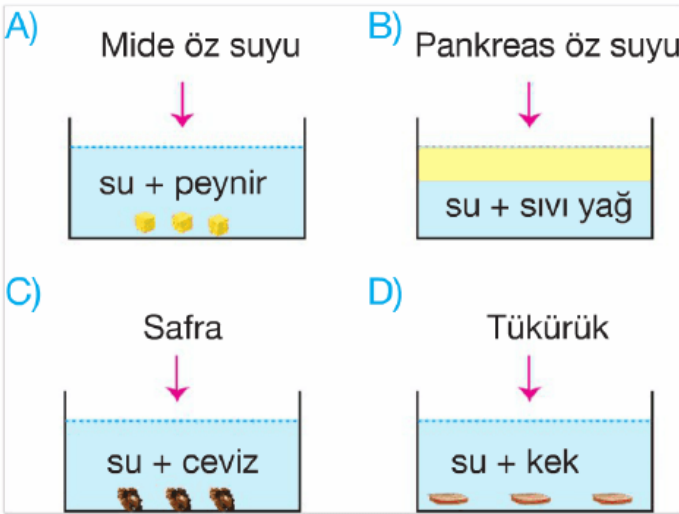 A)
Mide öz suyu
su + peynir
B)
Pankreas öz suyu
su + sıvı yağ
C)
Safra
su + ceviz
D)
Tükürük
su + kek